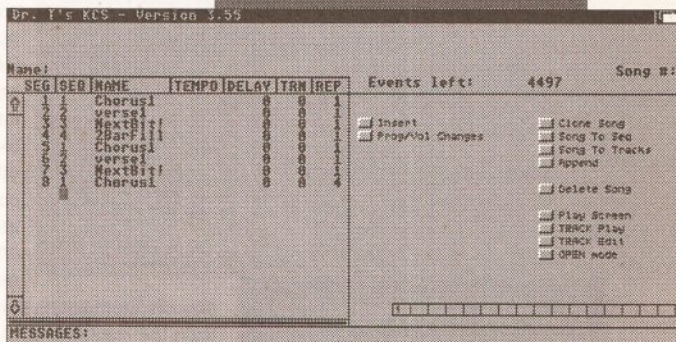 Dr. T's KCS - Version 3.55
Name:
Song #:
SEG SEQ NAME TEMPO DELAY TRN REP
Events left: 4497
1 1 Chorus1 0 0 1
2 2 verse1 0 0 1
3 3 NextBit! 0 0 1
4 4 2BarFill 0 0 1
5 1 Chorus1 0 0 1
6 2 verse1 0 0 1
7 3 NextBit! 0 0 1
8 1 Chorus1 0 0 4
Insert
Prog/Vol Changes
Clone Song
Song To Seq
Song To Tracks
Append
Delete Song
Play Screen
TRACK Play
TRACK Edit
OPEN mode
MESSAGES: